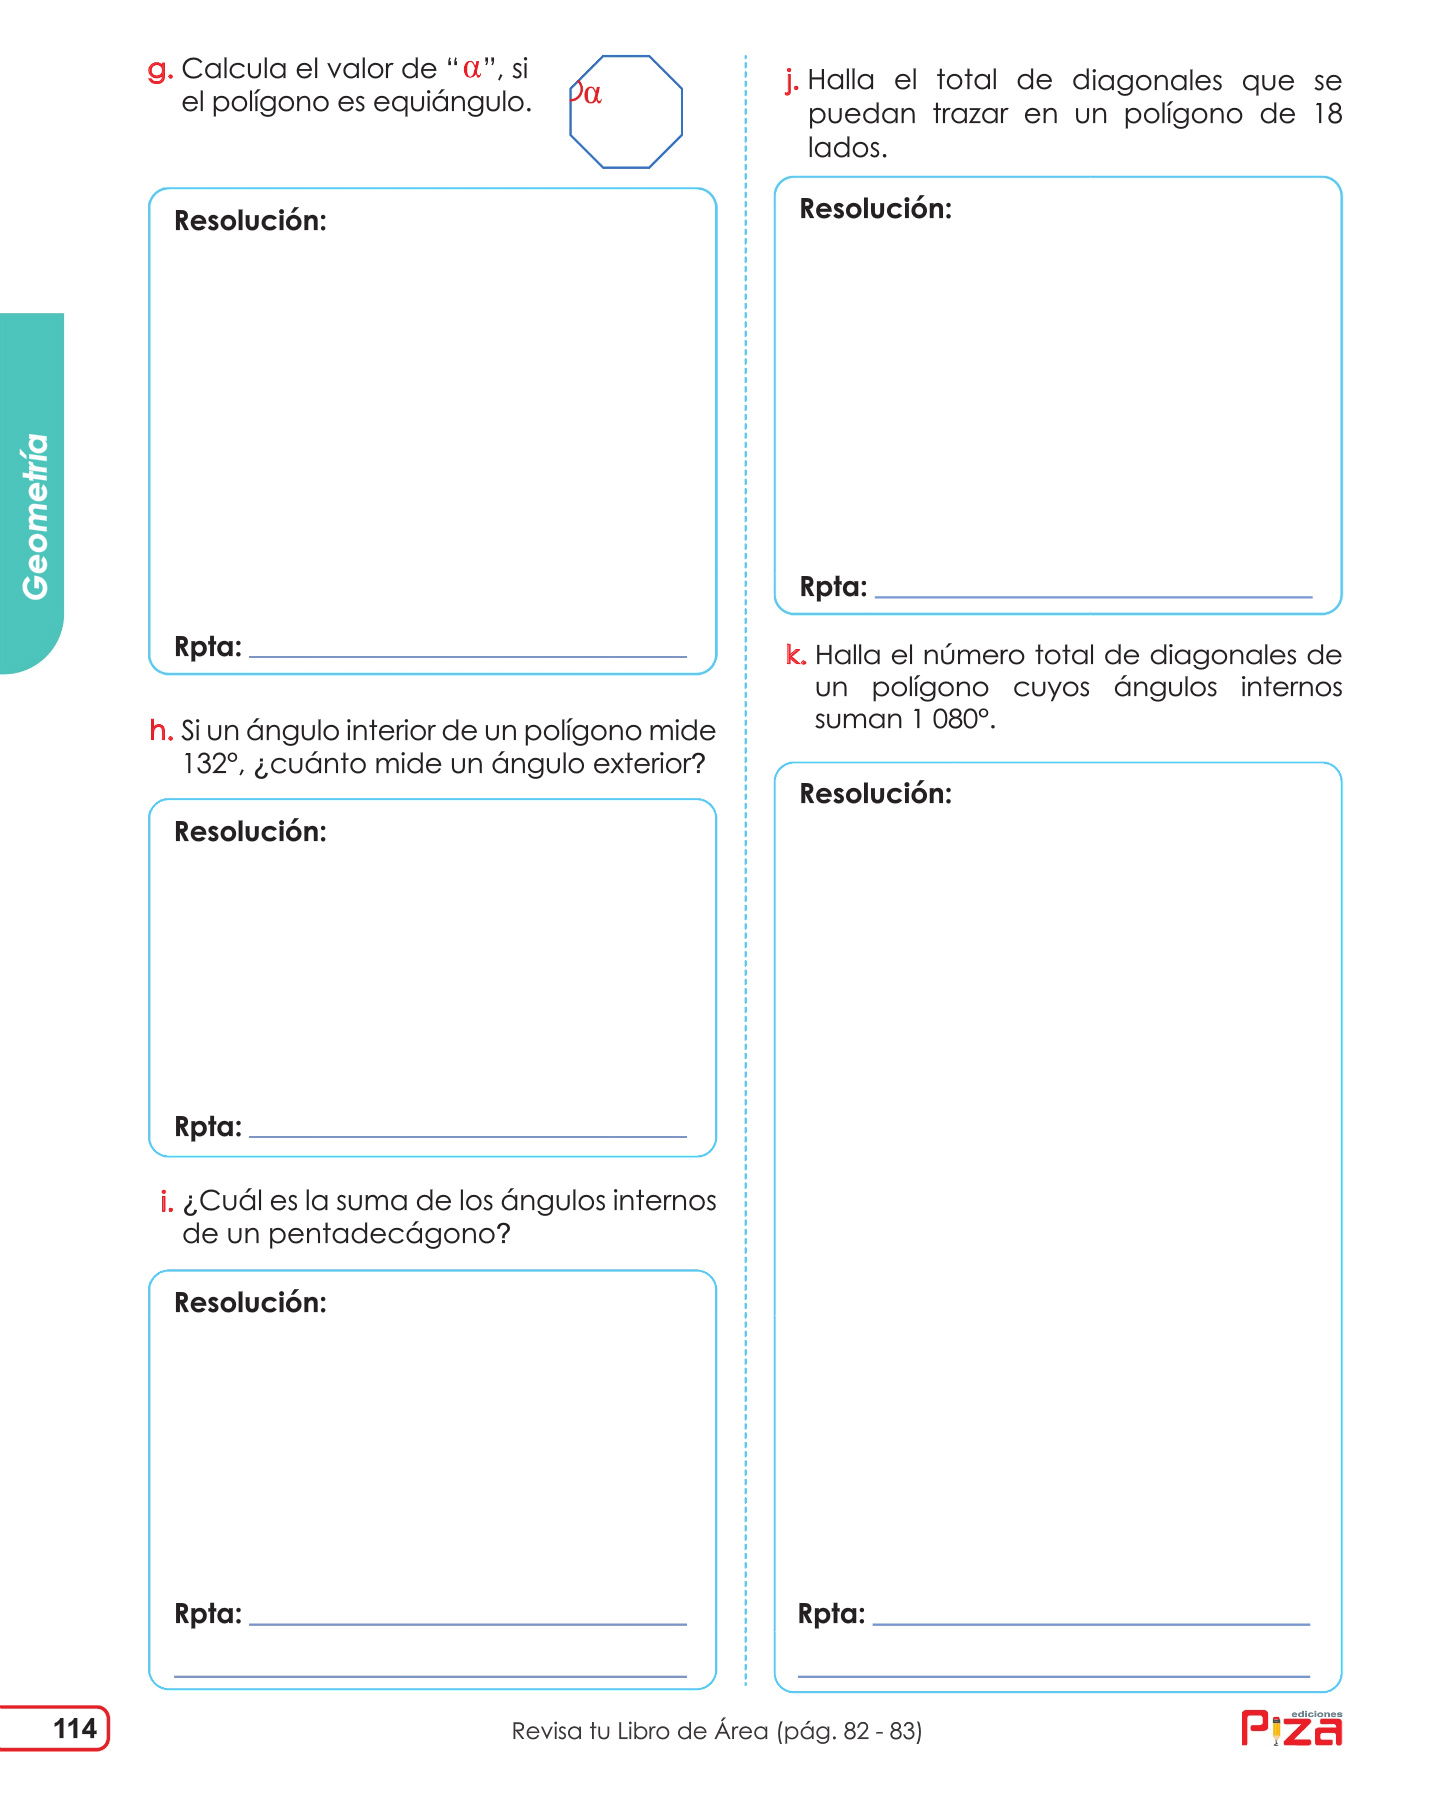 g. Calcula el valor de “α”, si
el polígono es equiángulo.
α
Resolución:
Rpta:
h. Si un ángulo interior de un polígono mide
132°, ¿cuánto mide un ángulo exterior?
Resolución:
Rpta:
i. ¿Cuál es la suma de los ángulos internos
de un pentadecágono?
Resolución:
Rpta:
j. Halla el total de diagonales que se
puedan trazar en un polígono de 18
lados.
Resolución:
Rpta:
k. Halla el número total de diagonales de
un polígono cuyos ángulos internos
suman 1 080°.
Resolución:
Rpta:
Geometría
114
Revisa tu Libro de Área (pág. 82 - 83)
ediciones
PIZA